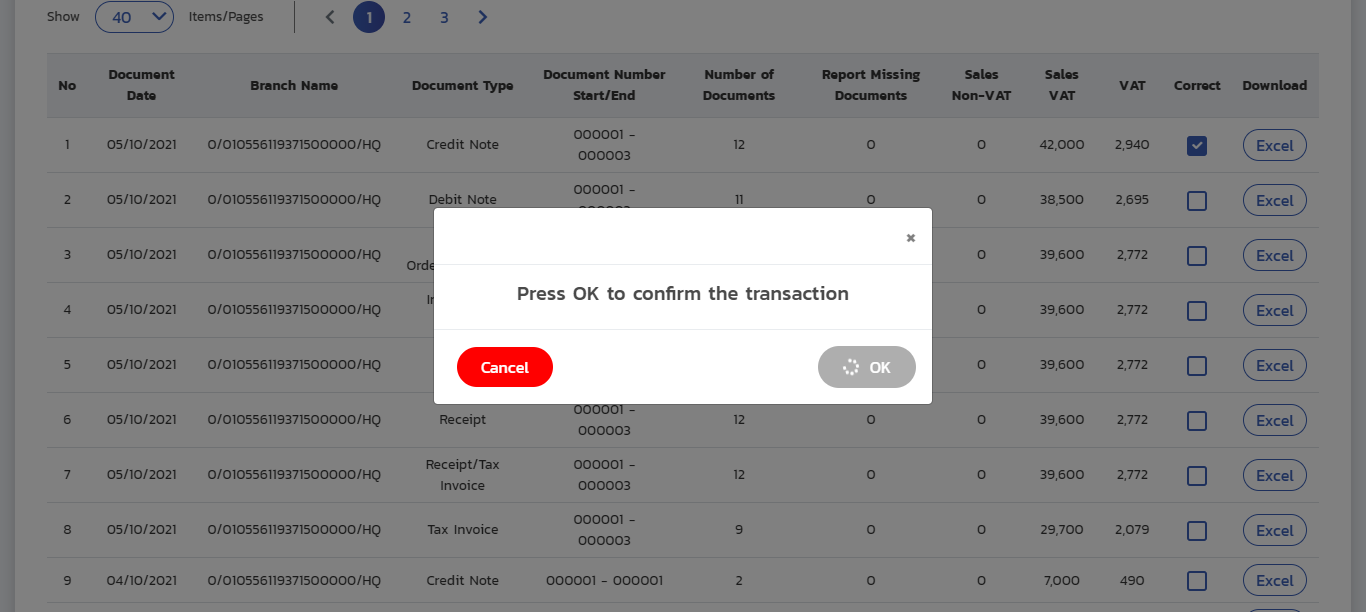 Show 40 Items/Pages 1 2 3
No Document Date Branch Name Document Type Document Number Start/End Number of Documents Report Missing Documents Sales Non-VAT Sales VAT VAT Correct Download
1 05/10/2021 0/010556119371500000/HQ Credit Note 000001 - 000003 12 0 0 42,000 2,940 Excel
2 05/10/2021 0/010556119371500000/HQ Debit Note 000001 - 11 0 0 38,500 2,695 Excel
3 05/10/2021 0/010556119371500000/HQ 0 39,600 2,772 Excel
4 05/10/2021 0/010556119371500000/HQ 0 39,600 2,772 Excel
5 05/10/2021 0/010556119371500000/HQ 0 39,600 2,772 Excel
×
Press OK to confirm the transaction
Cancel OK
6 05/10/2021 0/010556119371500000/HQ Receipt 000001 - 000003 12 0 0 39,600 2,772 Excel
7 05/10/2021 0/010556119371500000/HQ Receipt/Tax Invoice 000001 - 000003 12 0 0 39,600 2,772 Excel
8 05/10/2021 0/010556119371500000/HQ Tax Invoice 000001 - 000003 9 0 0 29,700 2,079 Excel
9 04/10/2021 0/010556119371500000/HQ Credit Note 000001 - 000001 2 0 0 7,000 490 Excel